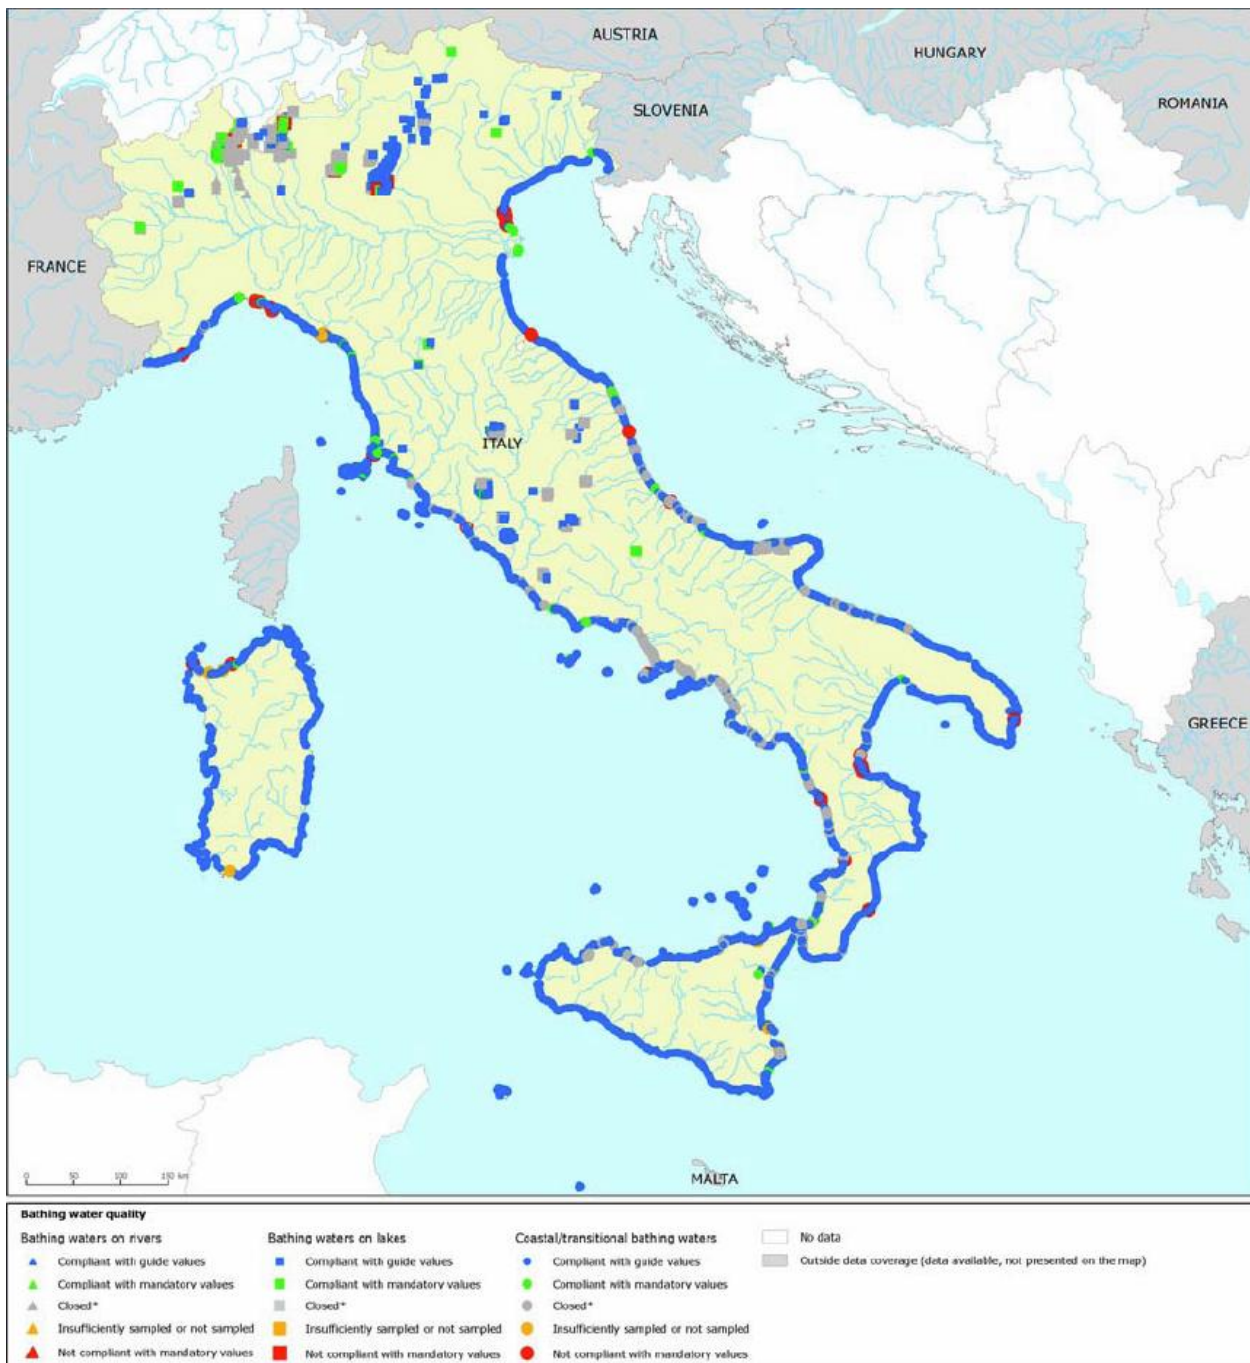 AUSTRIA
HUNGARY
ROMANIA
SLOVENIA
FRANCE
ITALY
GREECE
MALTA
0 50 100 150 km
Bathing water quality
Bathing waters on rivers
Compliant with guide values
Compliant with mandatory values
Closed*
Insufficiently sampled or not sampled
Not compliant with mandatory values
Bathing waters on lakes
Compliant with guide values
Compliant with mandatory values
Closed*
Insufficiently sampled or not sampled
Not compliant with mandatory values
Coastal/transitional bathing waters
Compliant with guide values
Compliant with mandatory values
Closed*
Insufficiently sampled or not sampled
Not compliant with mandatory values
No data
Outside data coverage (data available, not presented on the map)